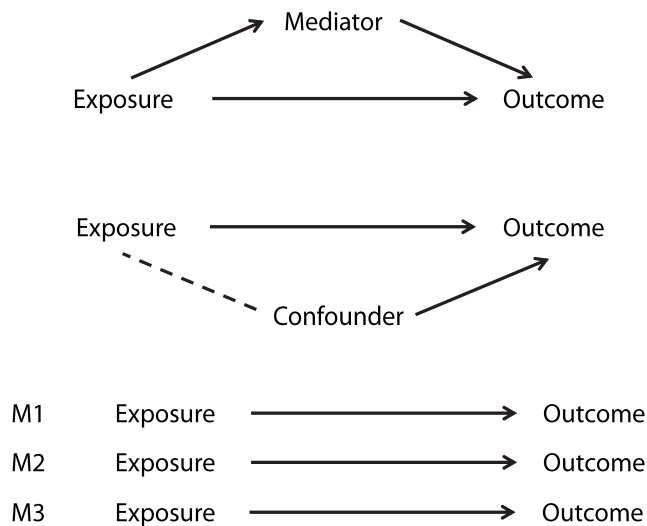 Mediator
Exposure Outcome
Exposure Outcome
Confounder
M1 Exposure Outcome
M2 Exposure Outcome
M3 Exposure Outcome